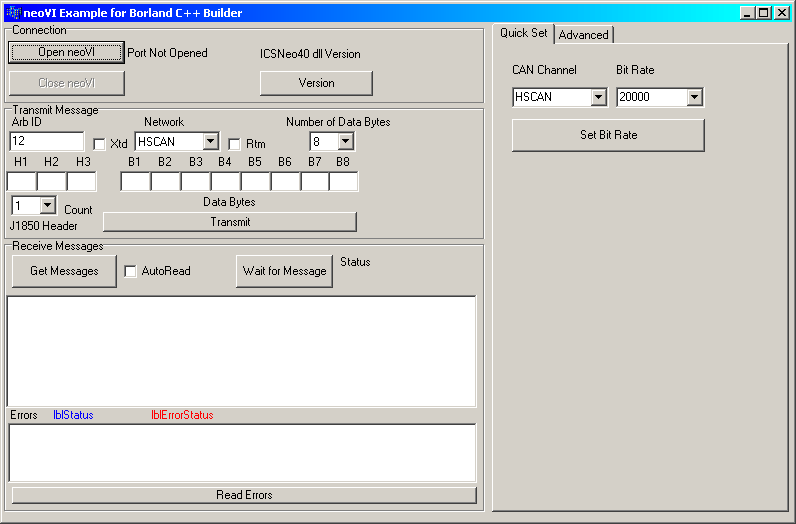 neoVI Example for Borland C++ Builder
Connection
Open neoVI Port Not Opened ICSNeo40 dll Version
Close neoVI Version
Transmit Message
Arb ID Network Number of Data Bytes
12 Xtd HSCAN Rtm 8
H1 H2 H3 B1 B2 B3 B4 B5 B6 B7 B8
1 Count Data Bytes
J1850 Header Transmit
Receive Messages
Get Messages AutoRead Wait for Message Status
Errors lblStatus lblErrorStatus
Read Errors
Quick Set Advanced
CAN Channel Bit Rate
HSCAN 20000
Set Bit Rate